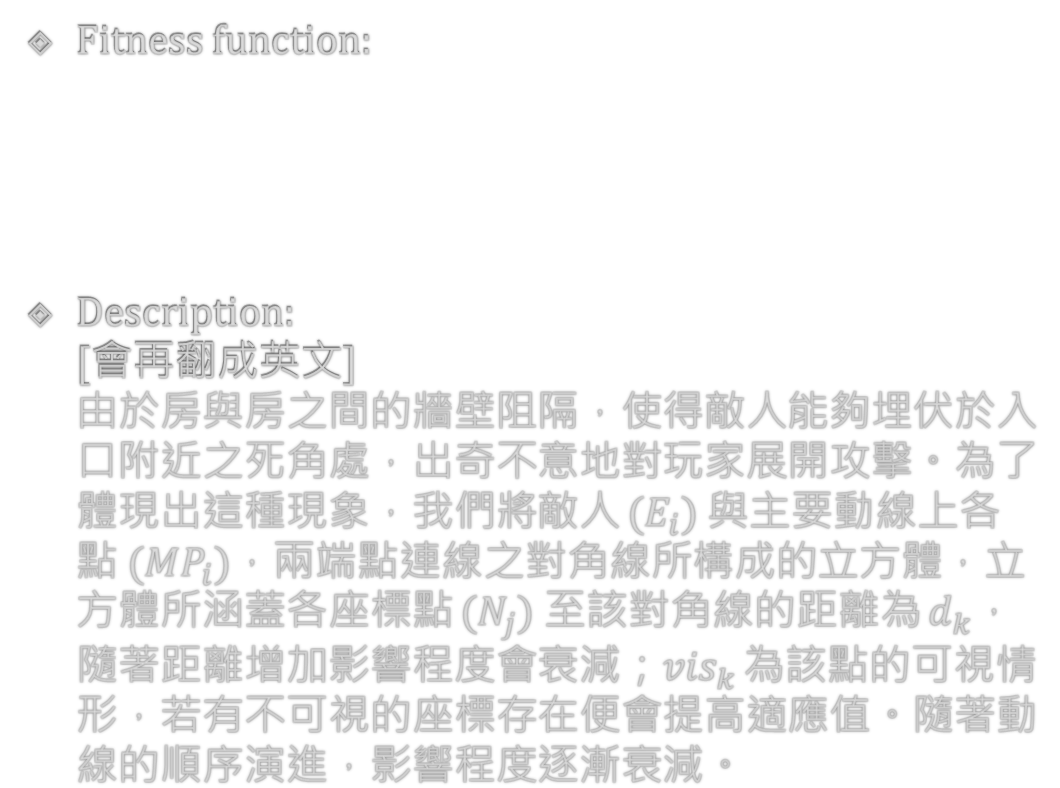 Fitness function:
Description:
[會再翻成英文]
由於房與房之間的牆壁阻隔，使得敵人能夠埋伏於入
口附近之死角處，出奇不意地對玩家展開攻擊。為了
體現出這種現象，我們將敵人(E_i) 與主要動線上各
點 (MP_i)，兩端點連線之對角線所構成的立方體，立
方體所涵蓋各座標點(N_j) 至該對角線的距離為 d_k，
隨著距離增加影響程度會衰減；vis_k 為該點的可視情
形，若有不可視的座標存在便會提高適應值。隨著動
線的順序演進，影響程度逐漸衰減。